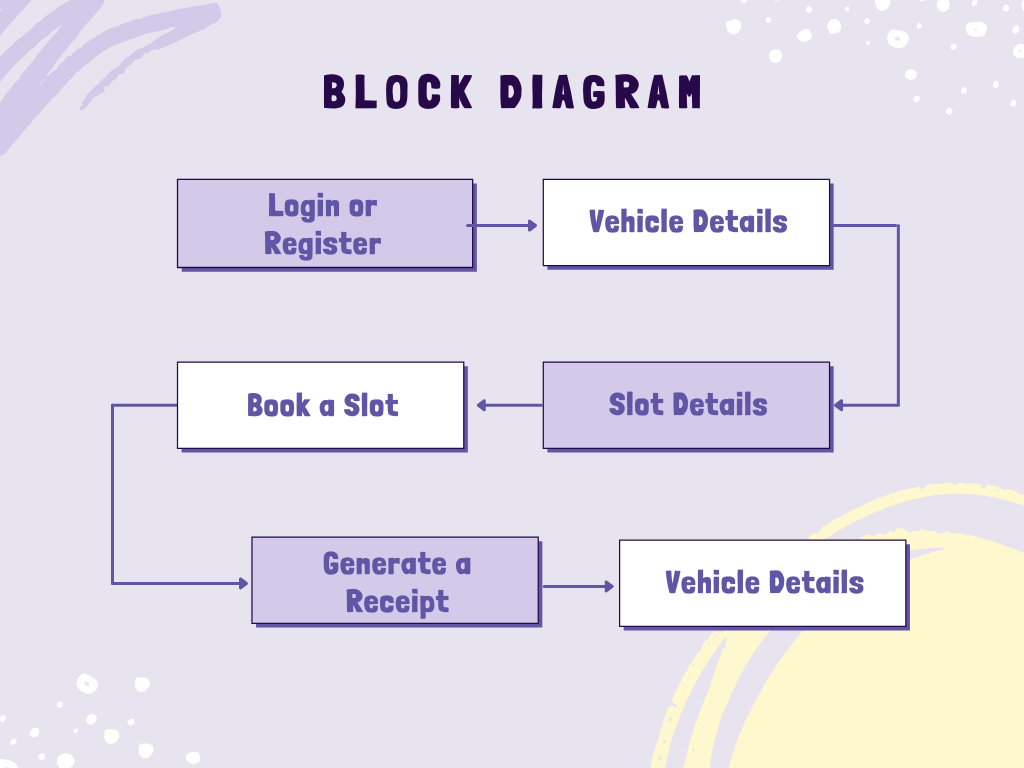 BLOCK DIAGRAM
Login or
Register
Vehicle Details
Book a Slot
Slot Details
Generate a
Receipt
Vehicle Details